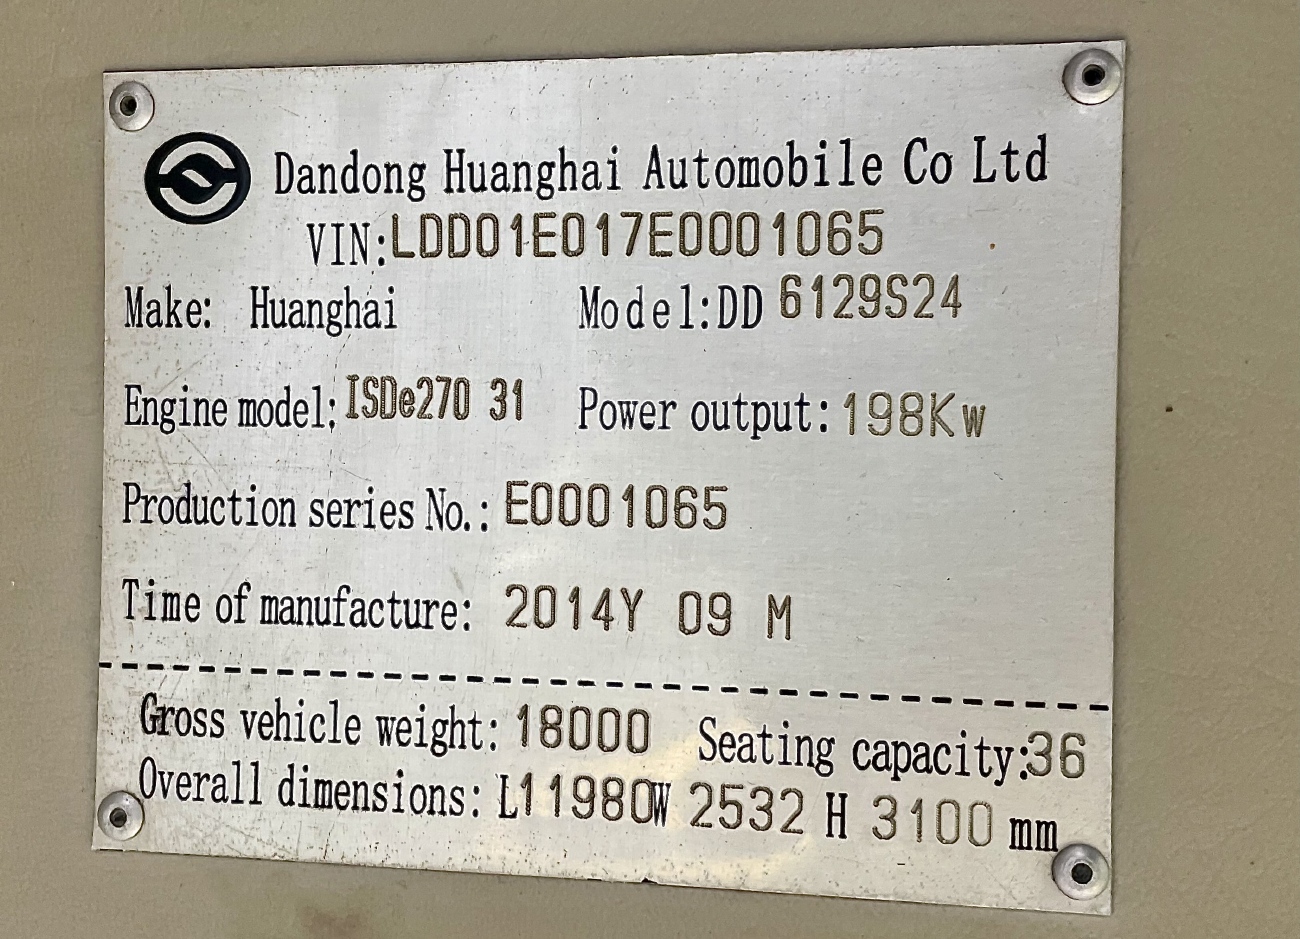 Dandong Huanghai Automobile Co Ltd
VIN:LDD01E017E0001065
Make: Huanghai Model:DD 6129S24
Engine model: ISDe270 31 Power output: 198Kw
Production series No.: E0001065
Time of manufacture: 2014Y 09 M
Gross vehicle weight: 18000 Seating capacity:36
Overall dimensions: L11980W 2532 H 3100 mm